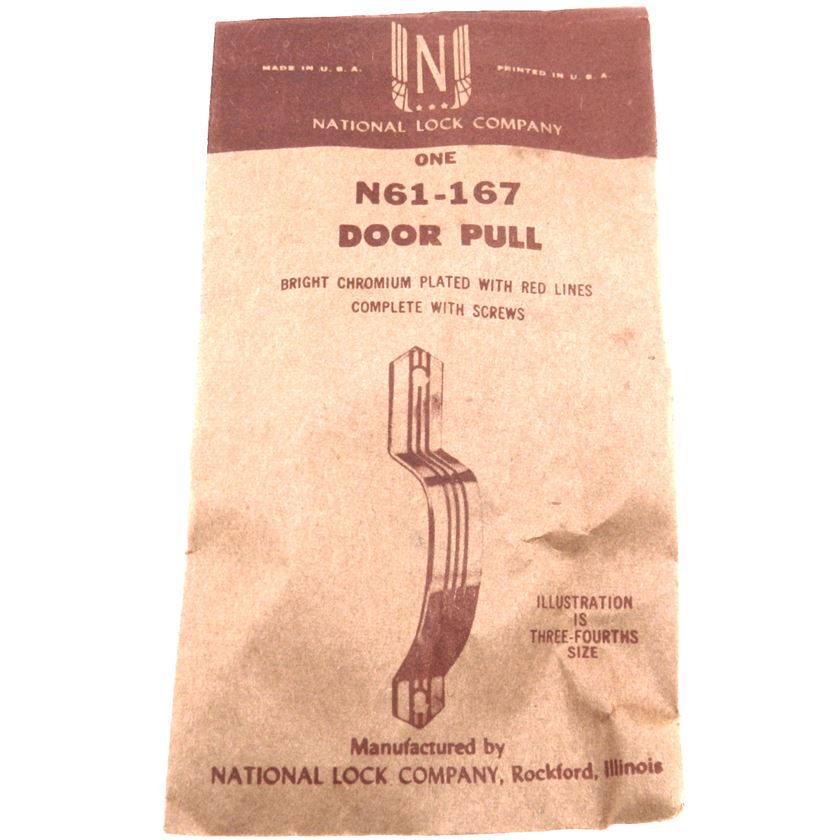 MADE IN U.S.A.
N
PRINTED IN U.S.A.
NATIONAL LOCK COMPANY
ONE
N61-167
DOOR PULL
BRIGHT CHROMIUM PLATED WITH RED LINES
COMPLETE WITH SCREWS
ILLUSTRATION
IS
THREE-FOURTHS
SIZE
Manufactured by
NATIONAL LOCK COMPANY, Rockford, Illinois